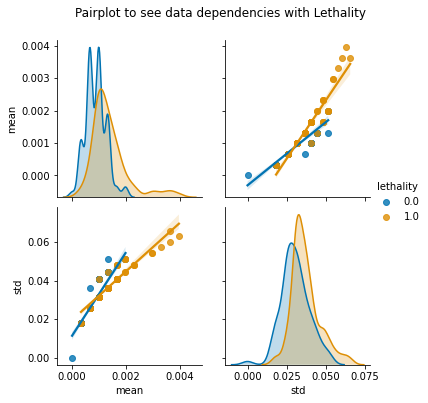 Pairplot to see data dependencies with Lethality
0.004
0.003
0.002
0.001
0.000
mean
lethality
0.0
1.0
0.06
0.04
0.02
0.00
std
0.000 0.002 0.004
mean
0.000 0.025 0.050 0.075
std